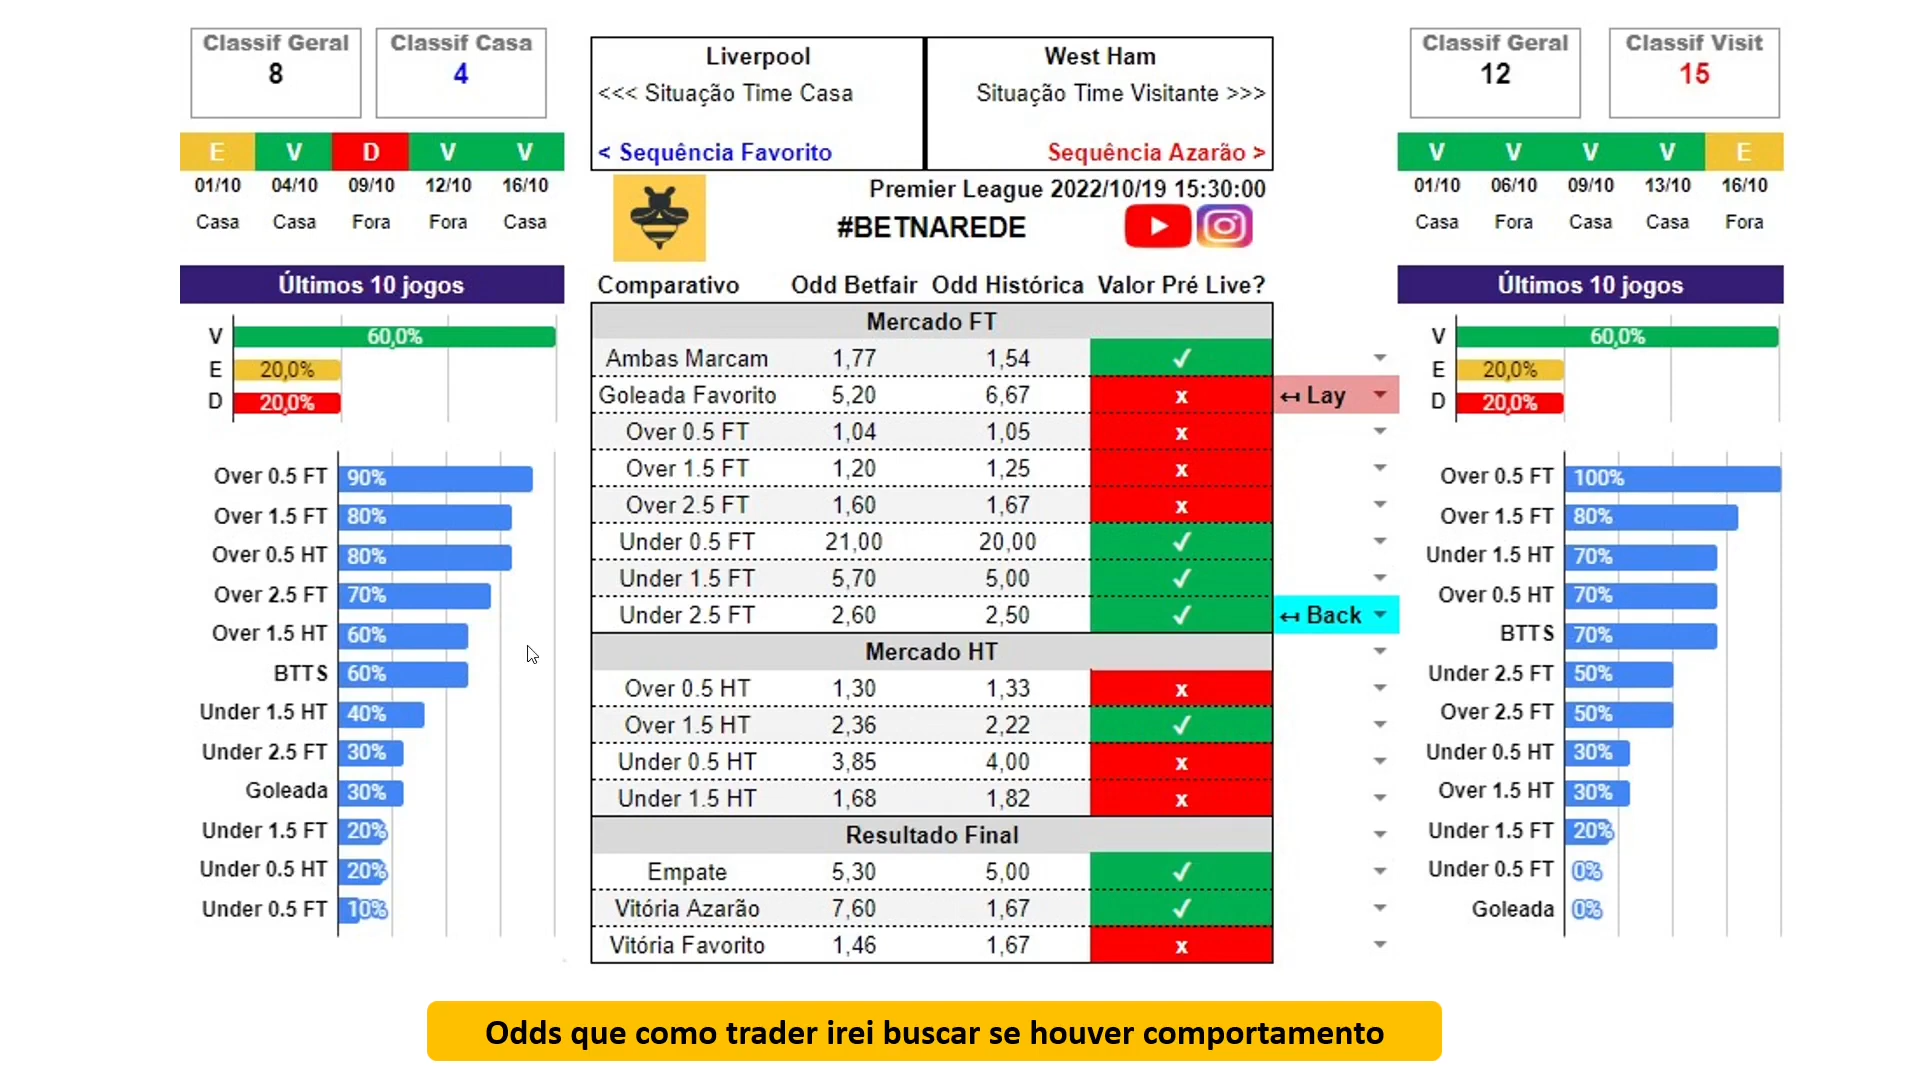 Classif Geral
8
Classif Casa
4
E V D V V
01/10 04/10 09/10 12/10 16/10
Casa Casa Fora Fora Casa
Últimos 10 jogos
V 60,0%
E 20,0%
D 20,0%
Over 0.5 FT 90%
Over 1.5 FT 80%
Over 0.5 HT 80%
Over 2.5 FT 70%
Over 1.5 HT 60%
BTTS 60%
Under 1.5 HT 40%
Under 2.5 FT 30%
Goleada 30%
Under 1.5 FT 20%
Under 0.5 HT 20%
Under 0.5 FT 10%
Liverpool
<<< Situação Time Casa
< Sequência Favorito
West Ham
Situação Time Visitante >>>
Sequência Azarão >
Premier League 2022/10/19 15:30:00
#BETNAREDE
Comparativo Odd Betfair Odd Histórica Valor Pré Live?
Mercado FT
Ambas Marcam 1,77 1,54 ✓
Goleada Favorito 5,20 6,67 x ↤ Lay
Over 0.5 FT 1,04 1,05 x
Over 1.5 FT 1,20 1,25 x
Over 2.5 FT 1,60 1,67 x
Under 0.5 FT 21,00 20,00 ✓
Under 1.5 FT 5,70 5,00 ✓
Under 2.5 FT 2,60 2,50 ✓ ↤ Back
Mercado HT
Over 0.5 HT 1,30 1,33 x
Over 1.5 HT 2,36 2,22 ✓
Under 0.5 HT 3,85 4,00 x
Under 1.5 HT 1,68 1,82 x
Resultado Final
Empate 5,30 5,00 ✓
Vitória Azarão 7,60 1,67 ✓
Vitória Favorito 1,46 1,67 x
Classif Geral
12
Classif Visit
15
V V V V E
01/10 06/10 09/10 13/10 16/10
Casa Fora Casa Casa Fora
Últimos 10 jogos
V 60,0%
E 20,0%
D 20,0%
Over 0.5 FT 100%
Over 1.5 FT 80%
Under 1.5 HT 70%
Over 0.5 HT 70%
BTTS 70%
Under 2.5 FT 50%
Over 2.5 FT 50%
Under 0.5 HT 30%
Over 1.5 HT 30%
Under 1.5 FT 20%
Under 0.5 FT 0%
Goleada 0%
Odds que como trader irei buscar se houver comportamento